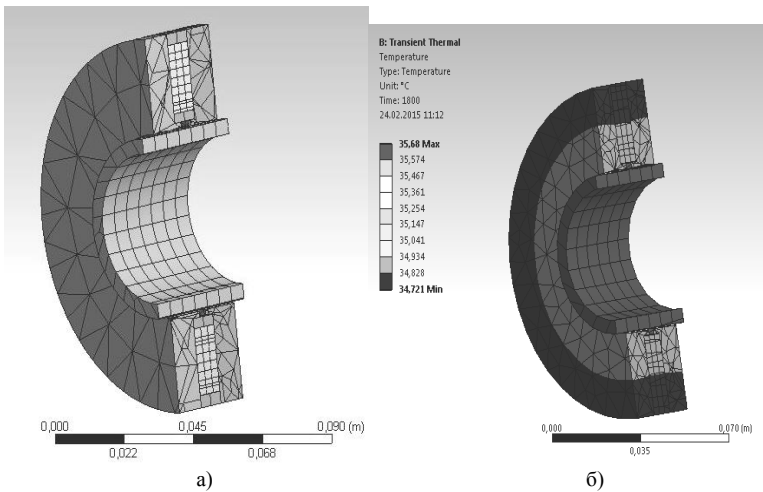 B: Transient Thermal
Temperature
Type: Temperature
Unit: °C
Time: 1800
24.02.2015 11:12
35,68 Max
35,574
35,467
35,361
35,254
35,147
35,041
34,934
34,828
34,721 Min
0,000 0,045 0,090 (m)
0,022 0,068
0,000 0,070 (m)
0,035
а) б)